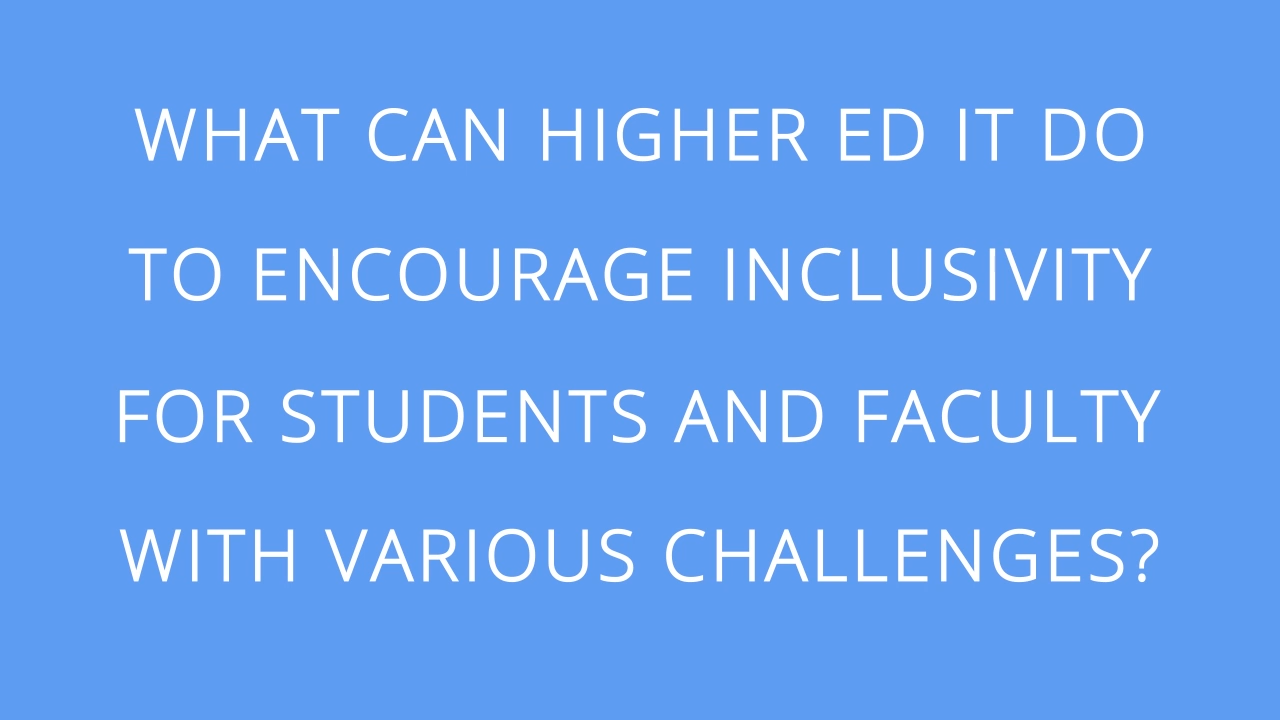 WHAT CAN HIGHER ED IT DO
TO ENCOURAGE INCLUSIVITY
FOR STUDENTS AND FACULTY
WITH VARIOUS CHALLENGES?